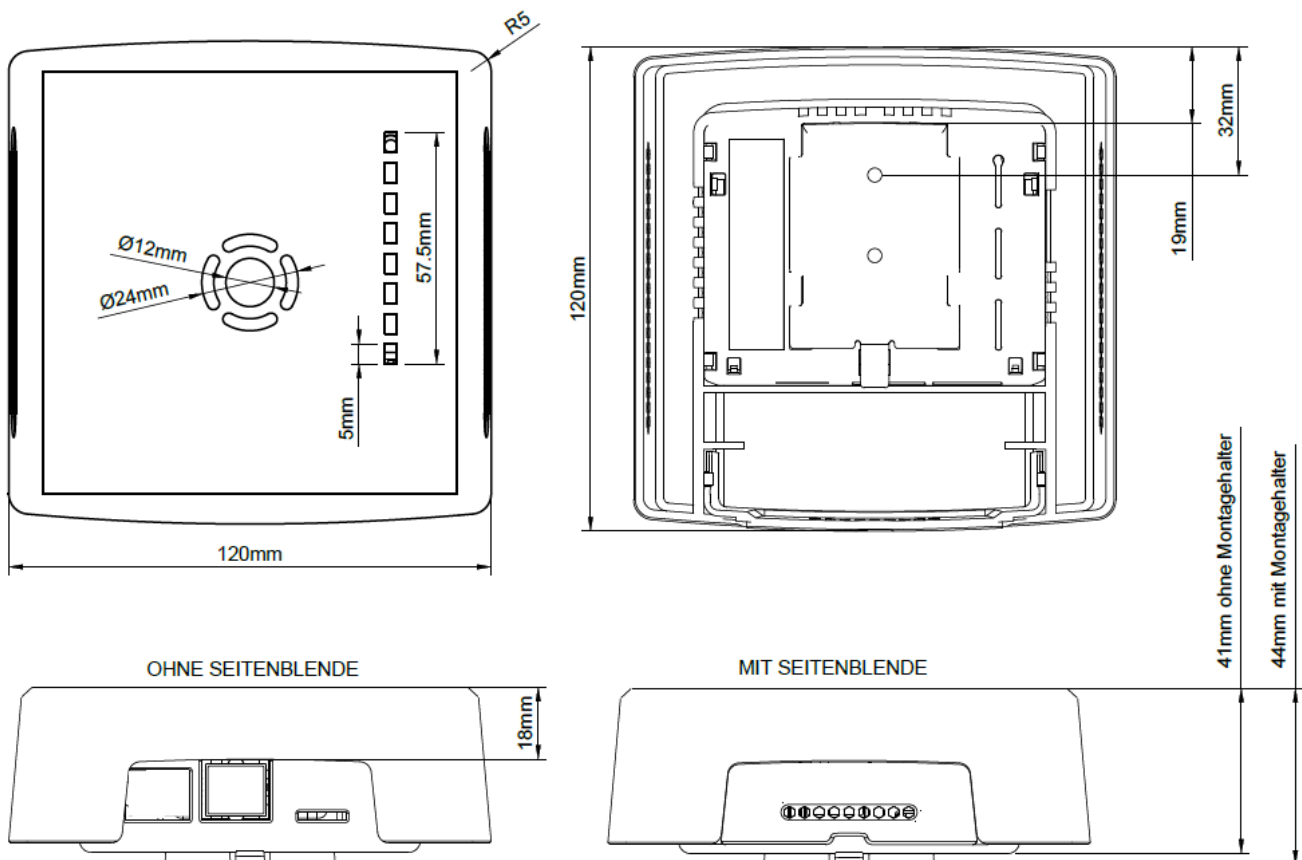 R5
Ø12mm
Ø24mm
57.5mm
5mm
120mm
120mm
32mm
19mm
41mm ohne Montagehalter
44mm mit Montagehalter
OHNE SEITENBLENDE
18mm
MIT SEITENBLENDE